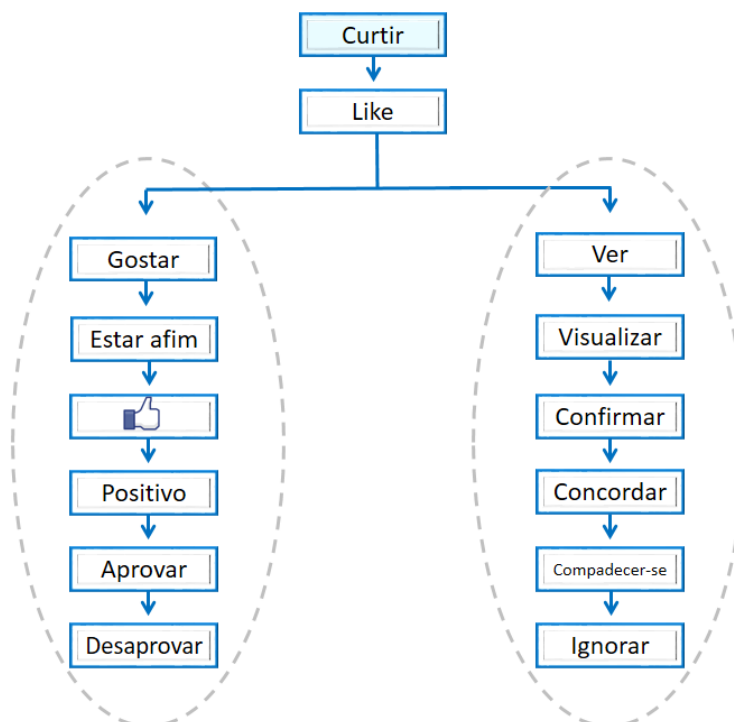 Curtir
Like
Gostar
Estar afim
Positivo
Aprovar
Desaprovar
Ver
Visualizar
Confirmar
Concordar
Compadecer-se
Ignorar